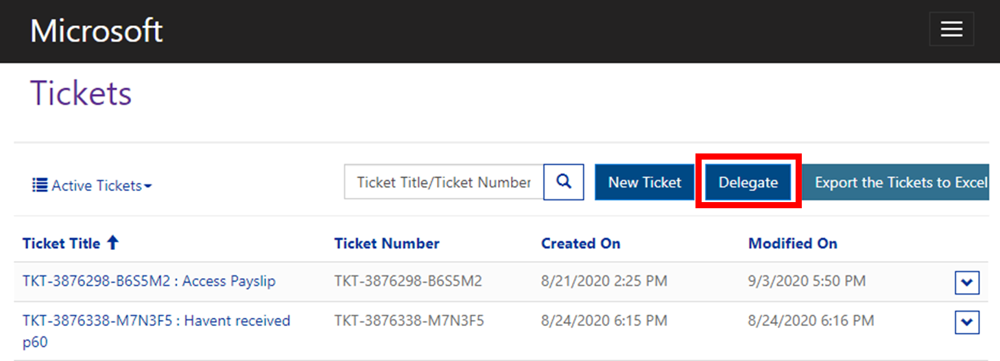 Microsoft
Tickets
Active Tickets
Ticket Title/Ticket Number
New Ticket
Delegate
Export the Tickets to Excel
Ticket Title Ticket Number Created On Modified On
TKT-3876298-B6S5M2 : Access Payslip TKT-3876298-B6S5M2 8/21/2020 2:25 PM 9/3/2020 5:50 PM
TKT-3876338-M7N3F5 : Havent received TKT-3876338-M7N3F5 8/24/2020 6:15 PM 8/24/2020 6:16 PM
p60